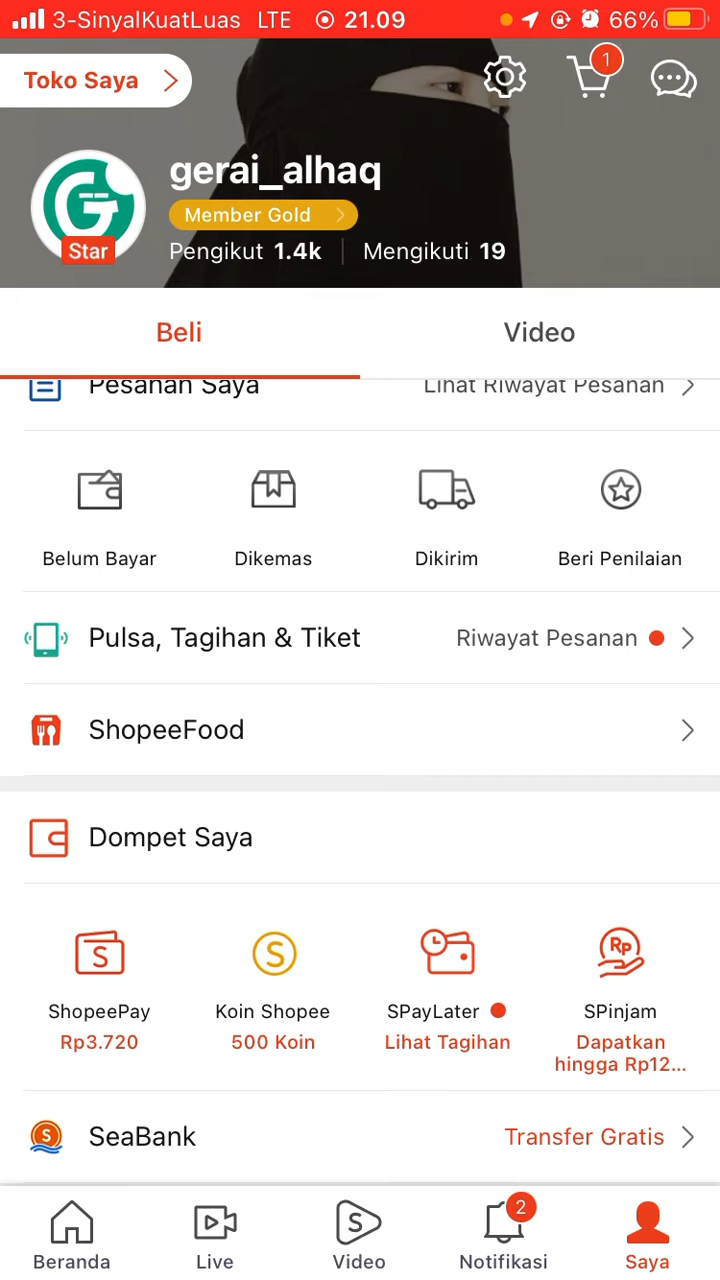 3-SinyalKuatLuas LTE 21.09 66%
Toko Saya
1
gerai_alhaq
Member Gold
Star
Pengikut 1.4k Mengikuti 19
Beli Video
Pesanan Saya Lihat Riwayat Pesanan
Belum Bayar Dikemas Dikirim Beri Penilaian
Pulsa, Tagihan & Tiket Riwayat Pesanan
ShopeeFood
Dompet Saya
ShopeePay Koin Shopee SPayLater SPinjam
Rp3.720 500 Koin Lihat Tagihan Dapatkan
hingga Rp12...
SeaBank Transfer Gratis
2
Beranda Live Video Notifikasi Saya